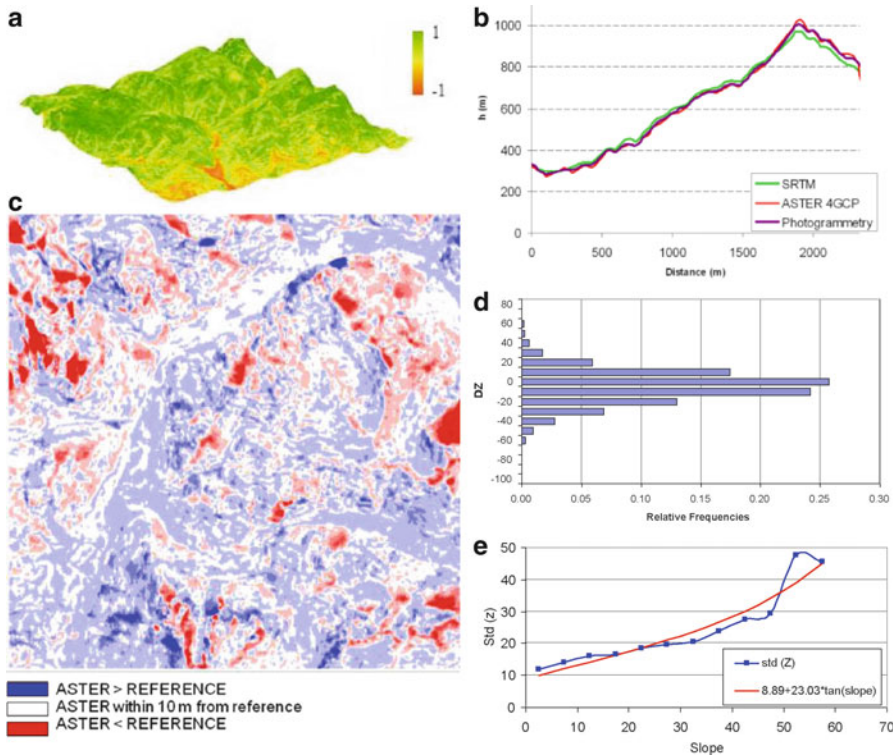 a
1
-1
b
h (m)
1000
800
600
400
200
0
0
500
1000
1500
2000
Distance (m)
SRTM
ASTER 4GCP
Photogrammetry
c
ASTER > REFERENCE
ASTER within 10 m from reference
ASTER < REFERENCE
d
DZ
80
60
40
20
0
-20
-40
-60
-80
-100
0.00
0.05
0.10
0.15
0.20
0.25
0.30
Relative Frequencies
e
Std (z)
50
40
30
20
10
0
0
10
20
30
40
50
60
70
Slope
std (Z)
8.89+23.03*tan(slope)